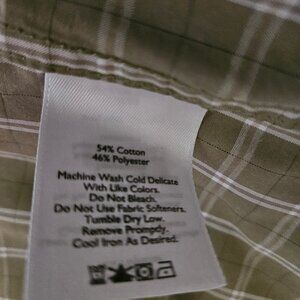 54% Cotton
46% Polyester
Machine Wash Cold Delicate
With Like Colors.
Do Not Bleach.
Do Not Use Fabric Softeners.
Tumble Dry Low.
Remove Promptly.
Cool Iron As Desired.